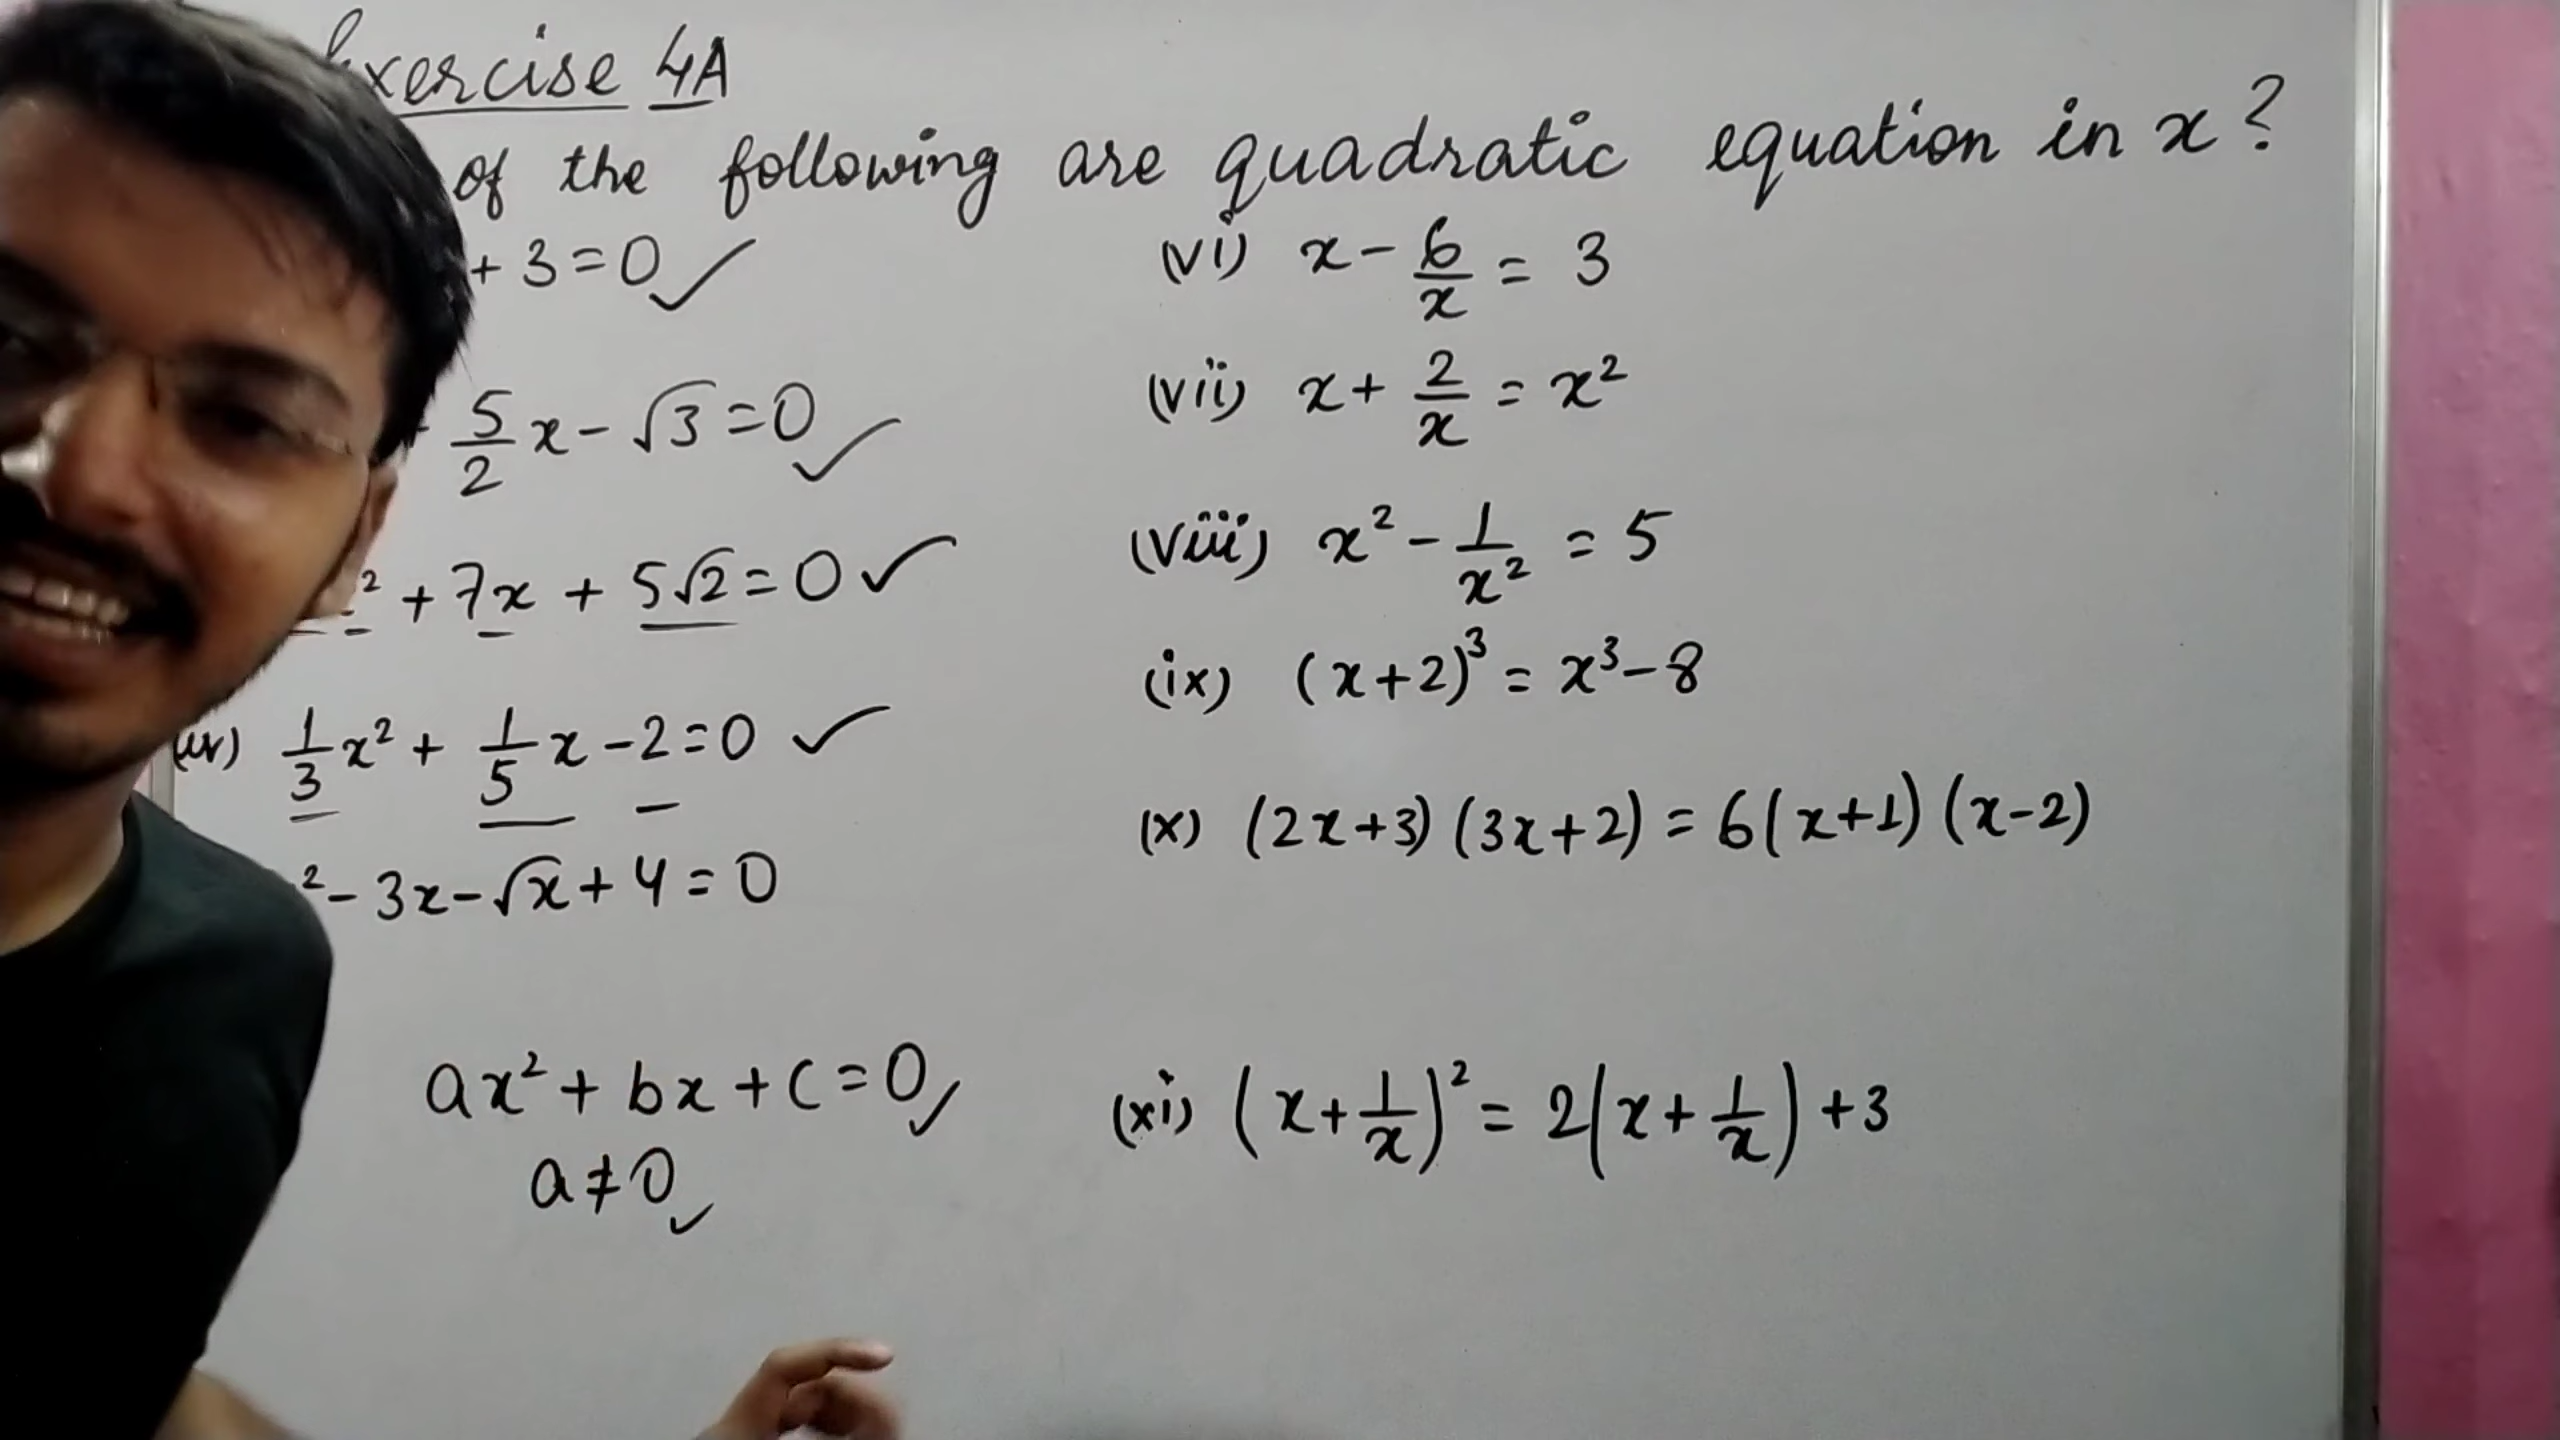 Exercise 4A
of the following are quadratic equation in x?
+ 3 = 0 ✓
5/2 x - √3 = 0 ✓
² + 7x + 5√2 = 0 ✓
(iv) 1/3 x² + 1/5 x - 2 = 0 ✓
² - 3x - √x + 4 = 0
ax² + bx + c = 0 ✓
a ≠ 0 ✓
(vi) x - 6/x = 3
(vii) x + 2/x = x²
(viii) x² - 1/x² = 5
(ix) (x+2)³ = x³ - 8
(x) (2x+3) (3x+2) = 6(x+1) (x-2)
(xi) (x + 1/x)² = 2(x + 1/x) + 3